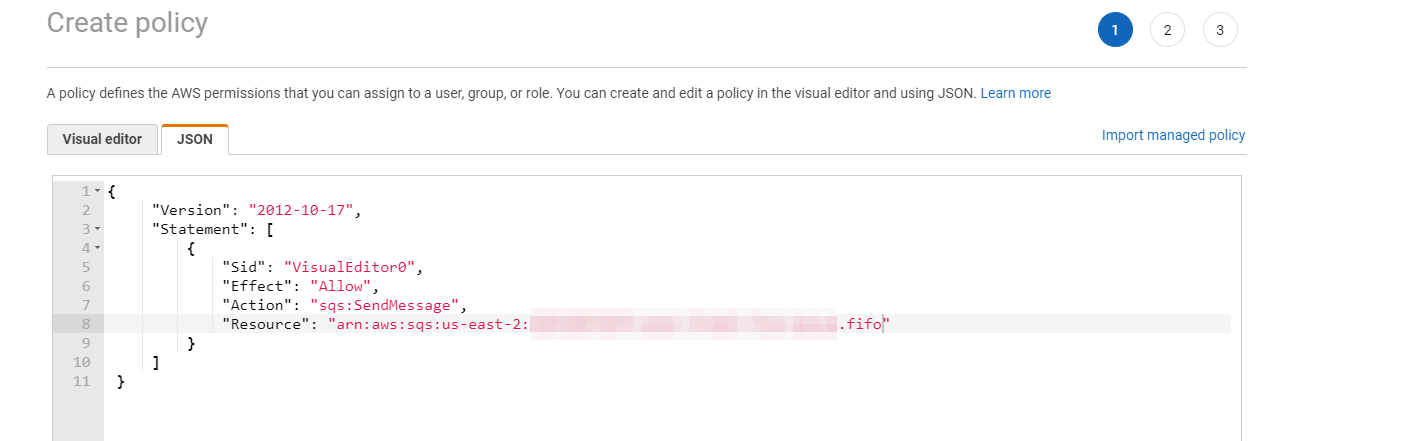 Create policy
1 2 3
A policy defines the AWS permissions that you can assign to a user, group, or role. You can create and edit a policy in the visual editor and using JSON. Learn more
Visual editor JSON Import managed policy
1 {
2 "Version": "2012-10-17",
3 "Statement": [
4 {
5 "Sid": "VisualEditor0",
6 "Effect": "Allow",
7 "Action": "sqs:SendMessage",
8 "Resource": "arn:aws:sqs:us-east-2: .fifo"
9 }
10 ]
11 }